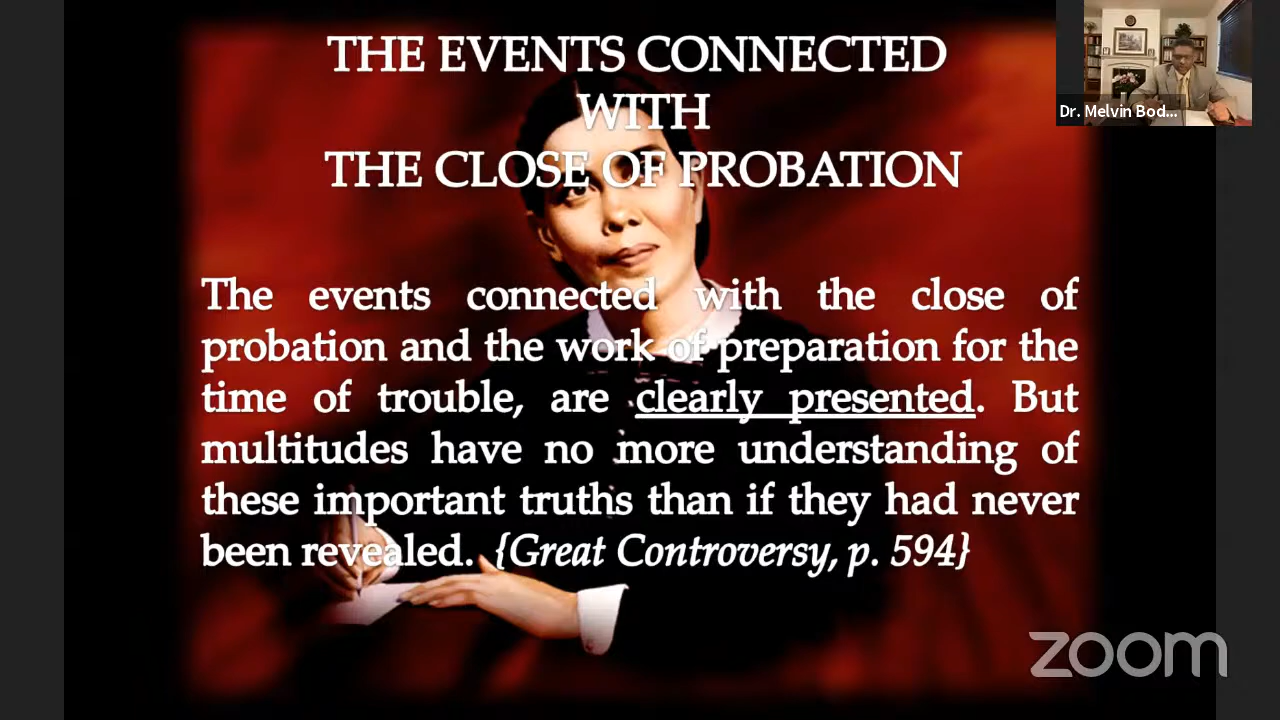 THE EVENTS CONNECTED
WITH
THE CLOSE OF PROBATION
Dr. Melvin Bod...
The events connected with the close of
probation and the work of preparation for the
time of trouble, are clearly presented. But
multitudes have no more understanding of
these important truths than if they had never
been revealed. {Great Controversy, p. 594}
zoom